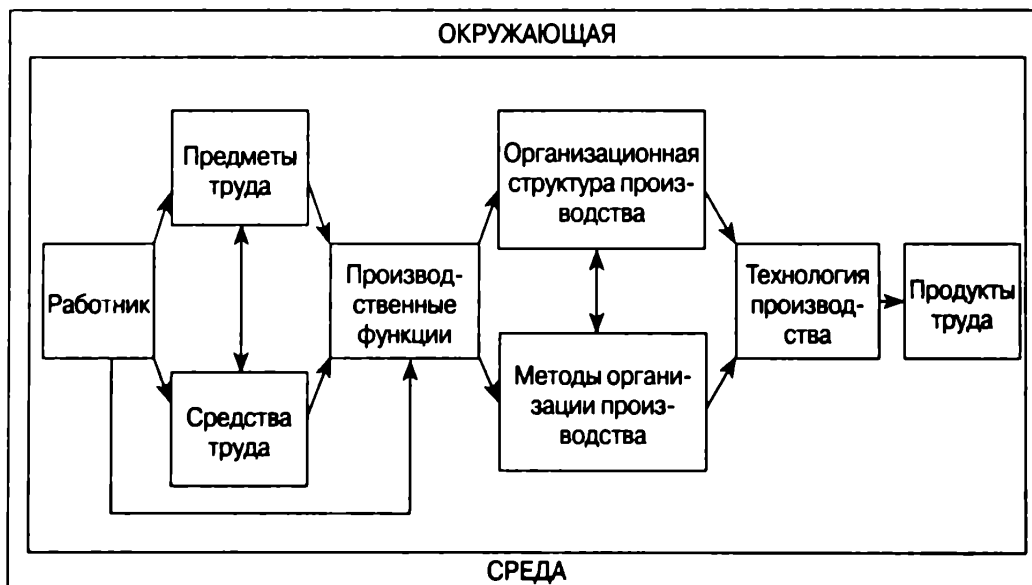 ОКРУЖАЮЩАЯ
Предметы
труда
Организационная
структура произ-
водства
Работник
Производ-
ственные
функции
Технология
производ-
ства
Продукты
труда
Средства
труда
Методы органи-
зации произ-
водства
СРЕДА